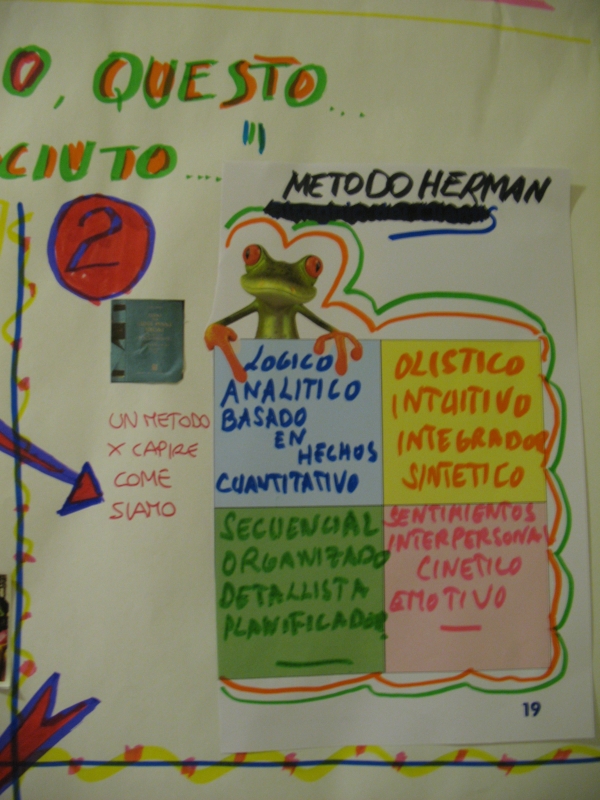 O, QUESTO...
CIUTO....
METODO HERMAN
2
UN METODO
X CAPIRE
COME
SIAMO
LOGICO
ANALITICO
BASADO
EN
HECHOS
CUANTITATIVO
OLISTICO
INTUITIVO
INTEGRADOR
SINTETICO
SECUENCIAL
ORGANIZADO
DETALLISTA
PLANIFICADOR
SENTIMIENTOS
INTERPERSONAL
CINETICO
EMOTIVO
19